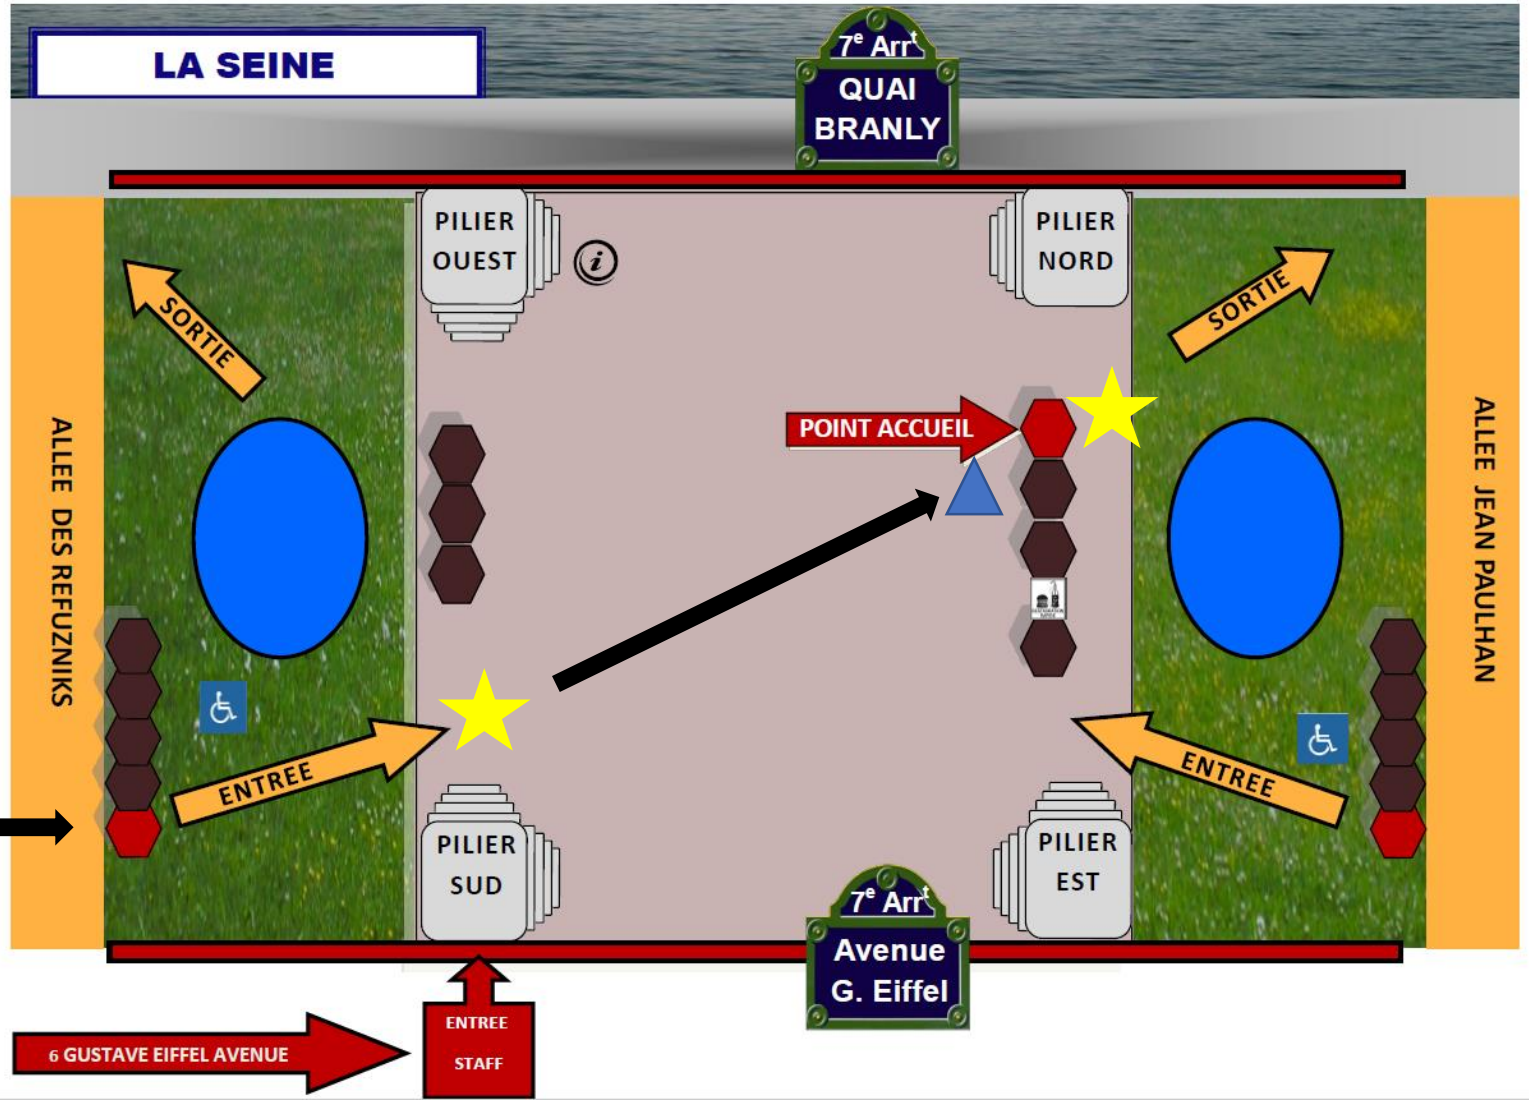 LA SEINE
7e Arrt
QUAI
BRANLY
PILIER
OUEST
i
PILIER
NORD
SORTIE
SORTIE
POINT ACCUEIL
ALLEE DES REFUZNIKS
ALLEE JEAN PAULHAN
ENTREE
ENTREE
PILIER
SUD
PILIER
EST
7e Arrt
Avenue
G. Eiffel
ENTREE
STAFF
6 GUSTAVE EIFFEL AVENUE